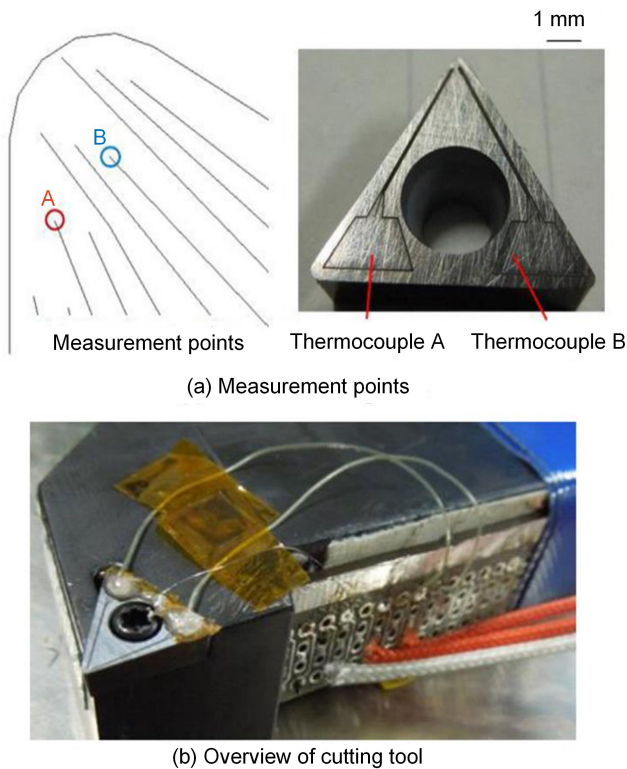 1 mm
B
A
Measurement points
Thermocouple A
Thermocouple B
(a) Measurement points
(b) Overview of cutting tool